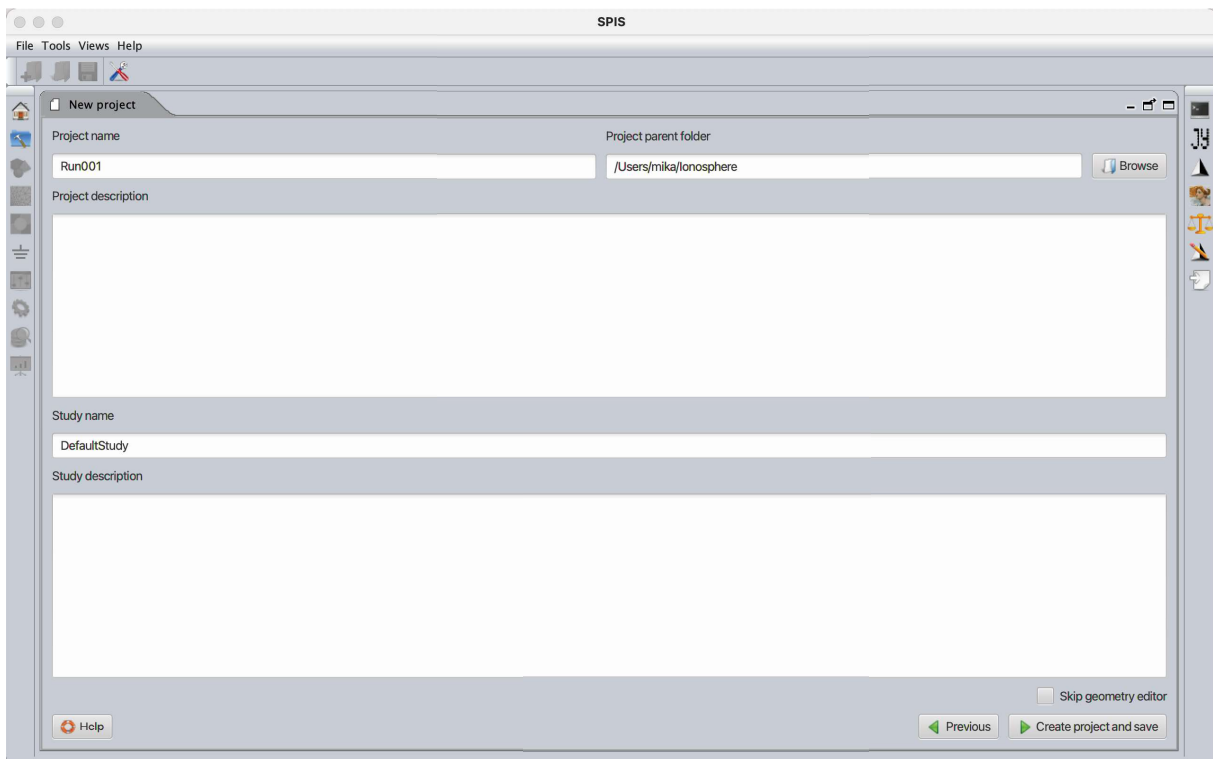 SPIS
File Tools Views Help
New project
Project name Project parent folder
Run001 /Users/mika/Ionosphere Browse
Project description
Study name
DefaultStudy
Study description
Skip geometry editor
Help Previous Create project and save